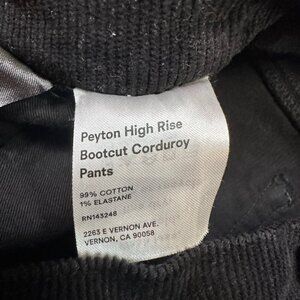 Peyton High Rise
Bootcut Corduroy
Pants
99% COTTON
1% ELASTANE
RN143248
2263 E VERNON AVE.
VERNON, CA 90058